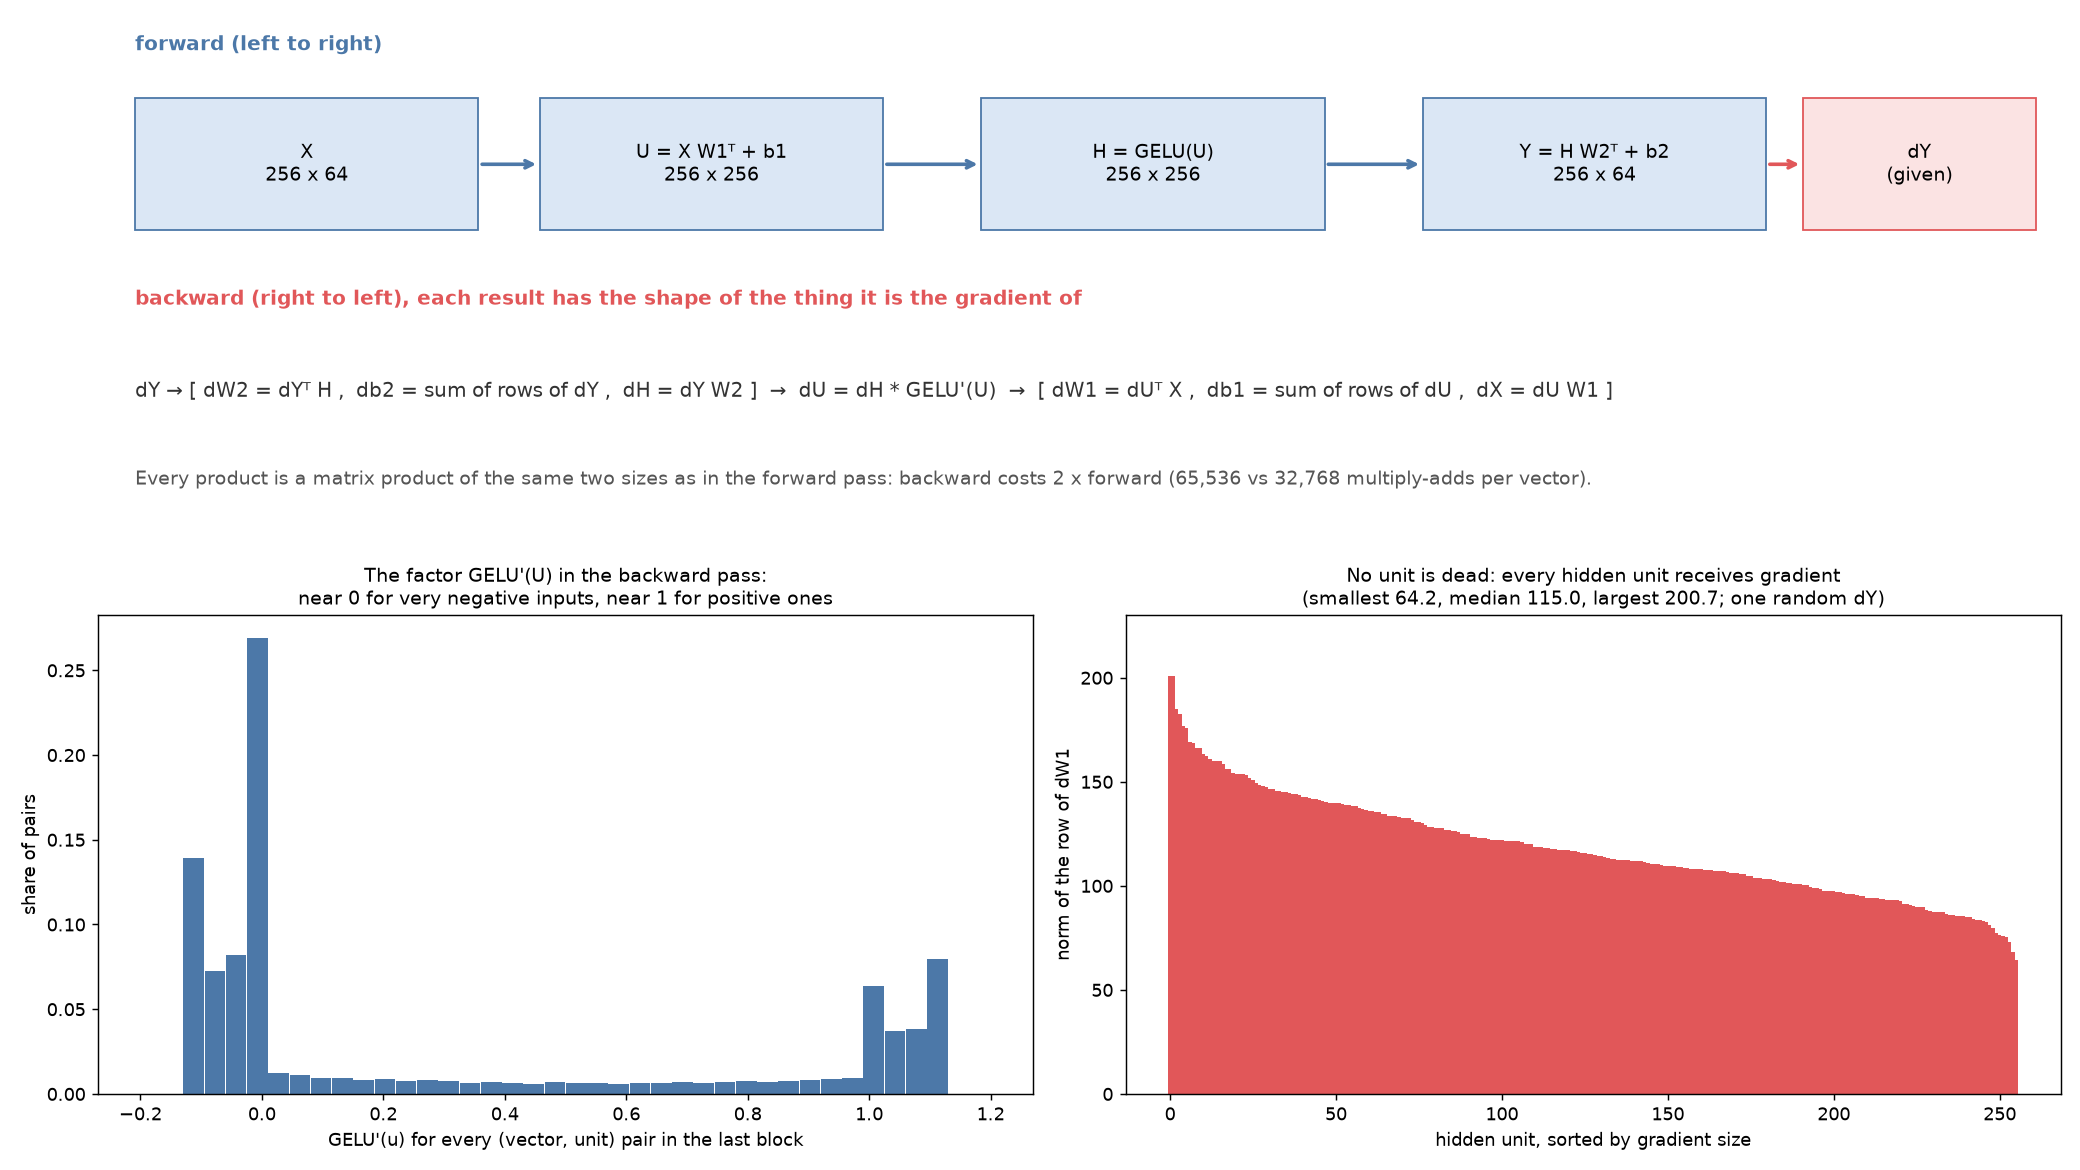 forward (left to right)
X
256 x 64
U = X W1ᵀ + b1
256 x 256
H = GELU(U)
256 x 256
Y = H W2ᵀ + b2
256 x 64
dY
(given)
backward (right to left), each result has the shape of the thing it is the gradient of
dY → [ dW2 = dYᵀ H ,  db2 = sum of rows of dY ,  dH = dY W2 ]  →  dU = dH * GELU'(U)  →  [ dW1 = dUᵀ X ,  db1 = sum of rows of dU ,  dX = dU W1 ]
Every product is a matrix product of the same two sizes as in the forward pass: backward costs 2 x forward (65,536 vs 32,768 multiply-adds per vector).
The factor GELU'(U) in the backward pass:
near 0 for very negative inputs, near 1 for positive ones
share of pairs
0.25
0.20
0.15
0.10
0.05
0.00
−0.2
0.0
0.2
0.4
0.6
0.8
1.0
1.2
GELU'(u) for every (vector, unit) pair in the last block
No unit is dead: every hidden unit receives gradient
(smallest 64.2, median 115.0, largest 200.7; one random dY)
norm of the row of dW1
200
150
100
50
0
0
50
100
150
200
250
hidden unit, sorted by gradient size